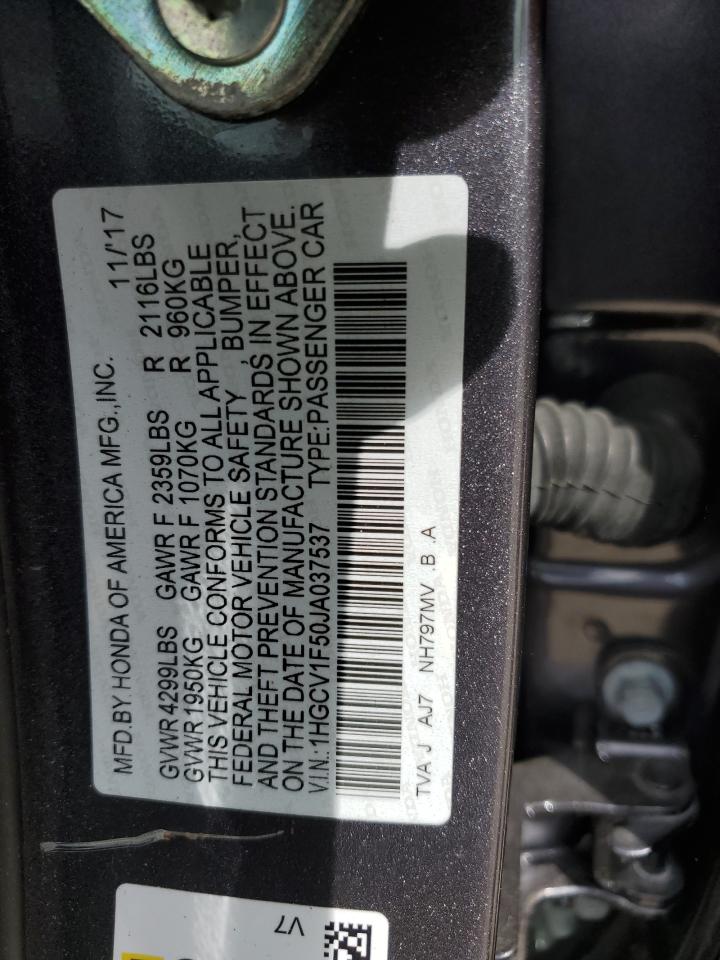 MFD.BY HONDA OF AMERICA MFG.,INC. 11/'17
GVWR 4299LBS GAWR F 2359LBS R 2116LBS
GVWR 1950KG GAWR F 1070KG R 960KG
THIS VEHICLE CONFORMS TO ALL APPLICABLE
FEDERAL MOTOR VEHICLE SAFETY, BUMPER,
AND THEFT PREVENTION STANDARDS IN EFFECT
ON THE DATE OF MANUFACTURE SHOWN ABOVE.
V.I.N.:1HGCV1F50JA037537 TYPE:PASSENGER CAR
TVA J AJ7 NH797MV .B .A
V7